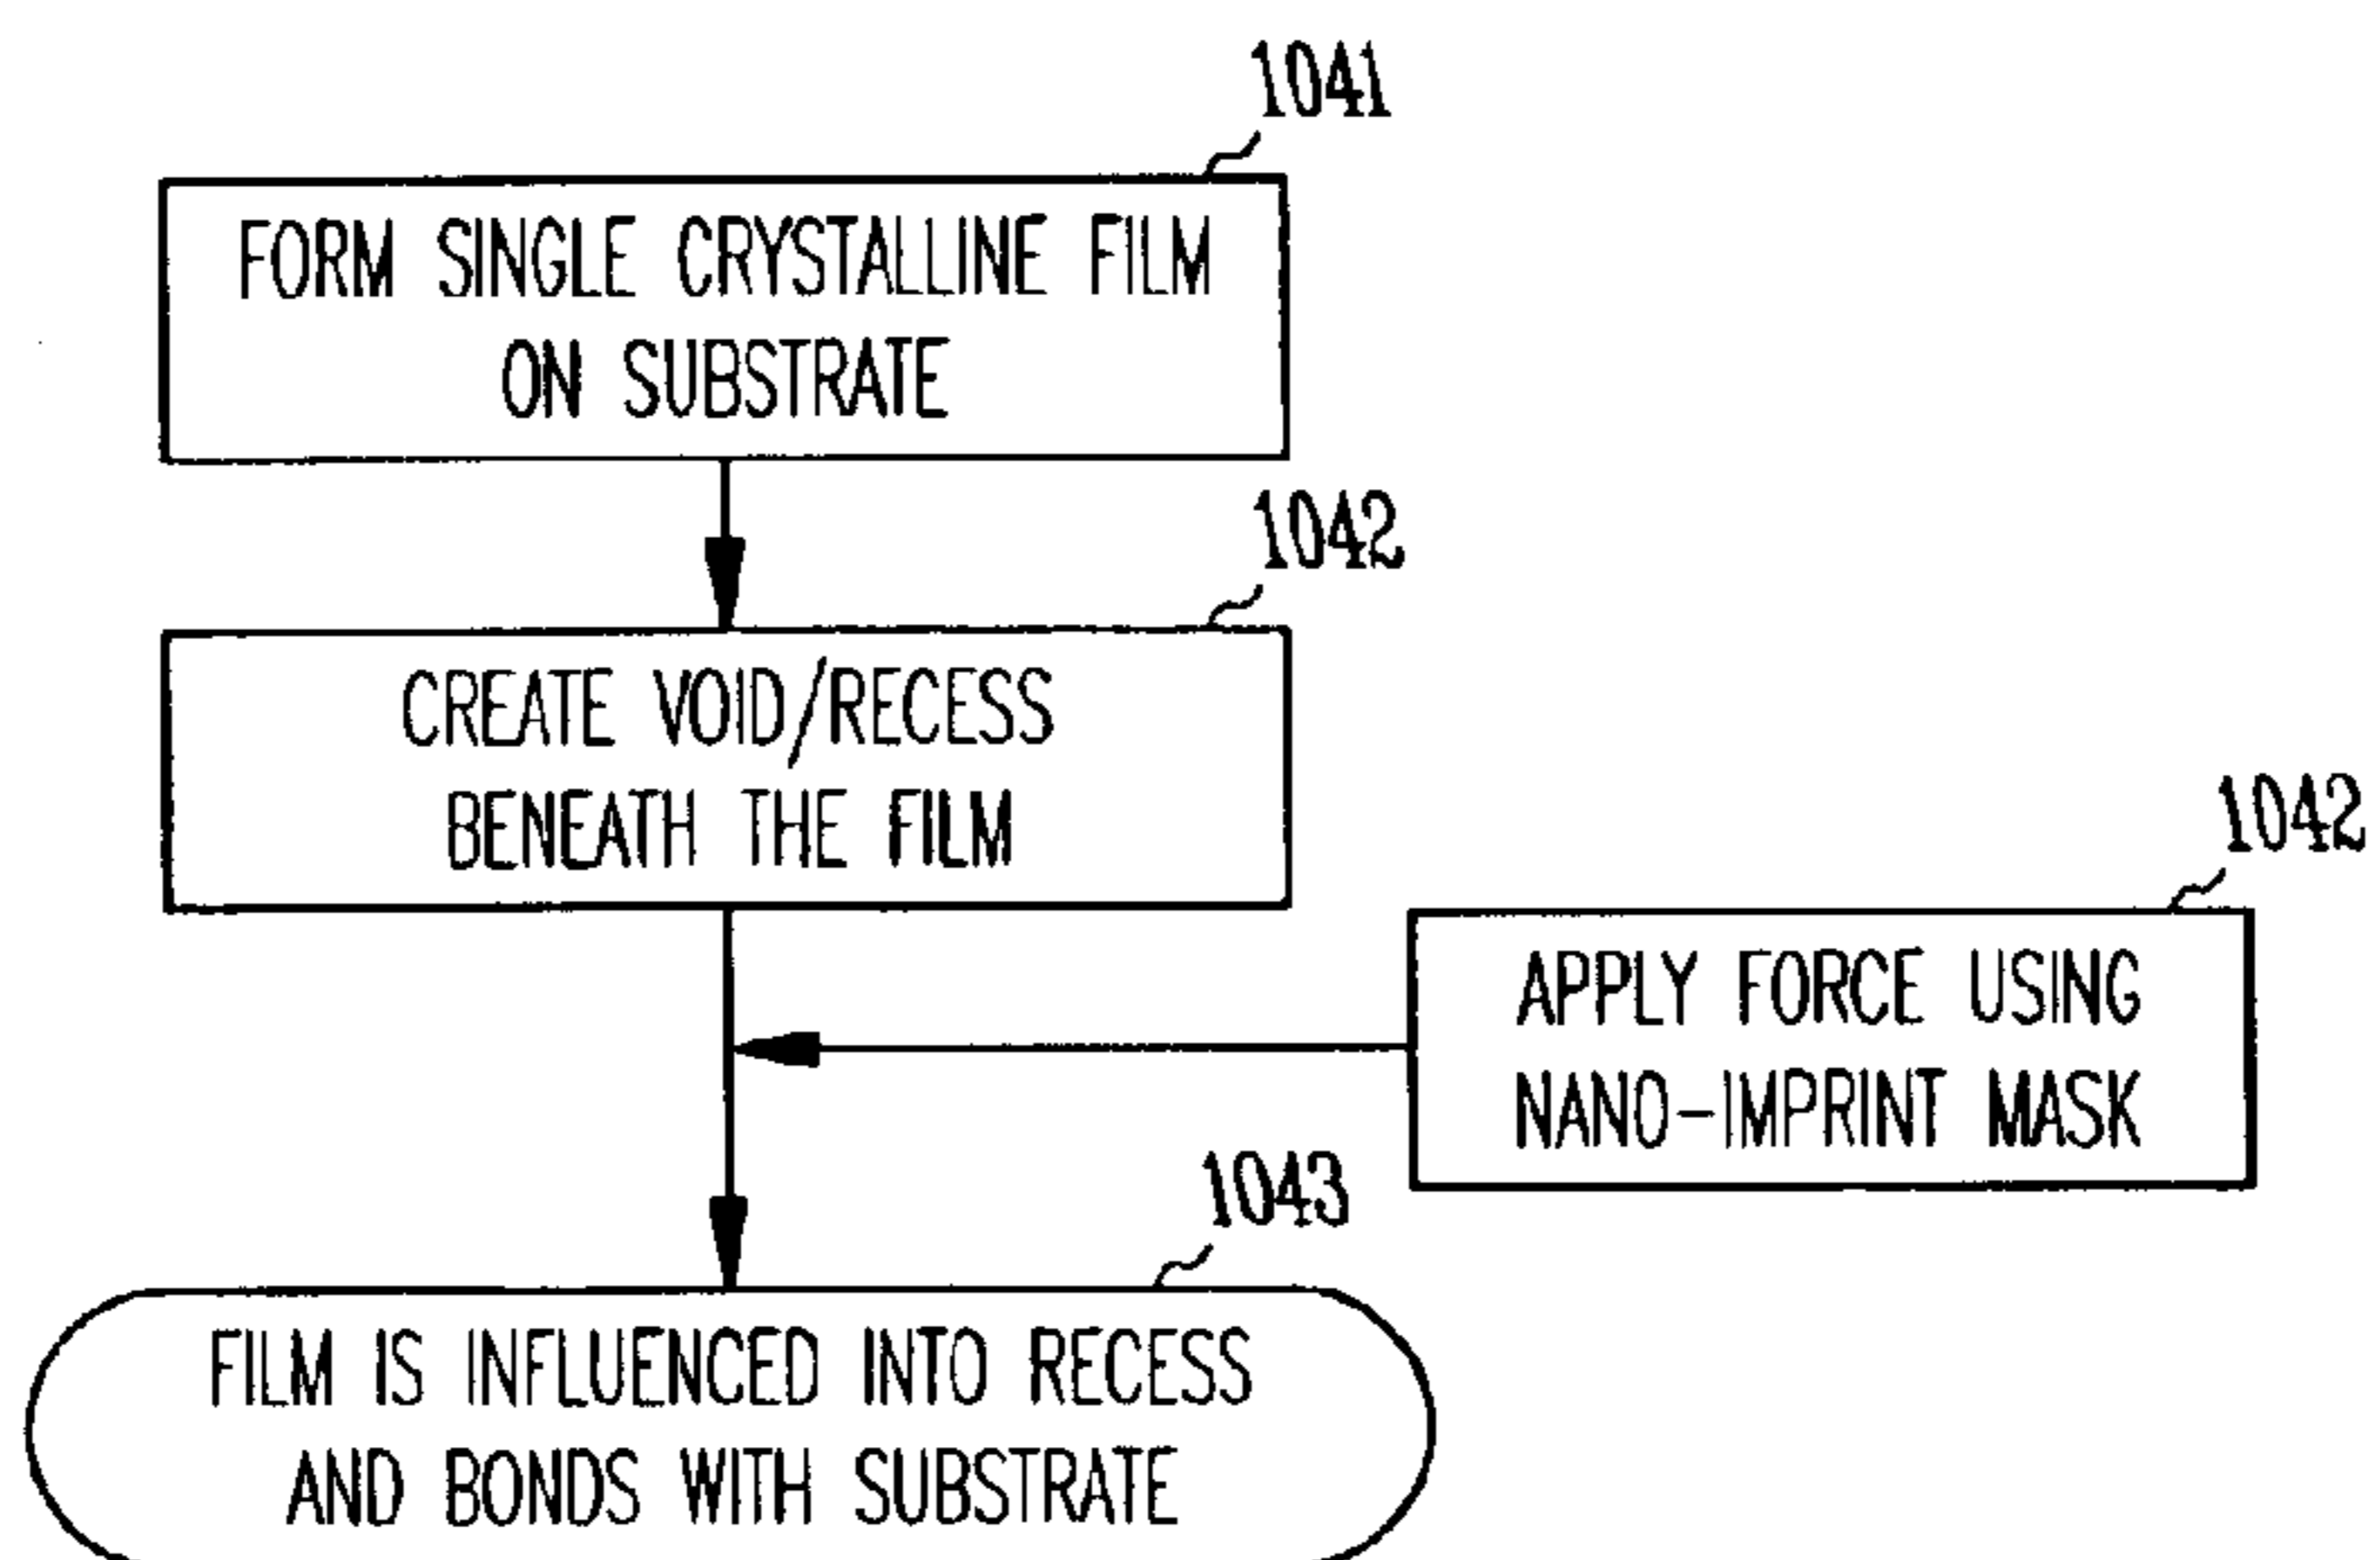 1041
FORM SINGLE CRYSTALLINE FILM
ON SUBSTRATE
1042
CREATE VOID/RECESS
BENEATH THE FILM
1042
APPLY FORCE USING
NANO-IMPRINT MASK
1043
FILM IS INFLUENCED INTO RECESS
AND BONDS WITH SUBSTRATE